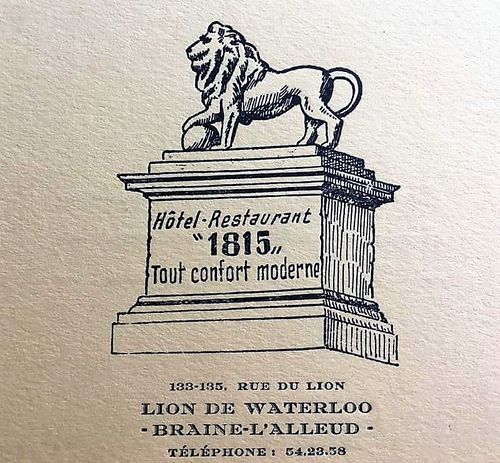 Hôtel-Restaurant
"1815„
Tout confort moderne
133-135, RUE DU LION
LION DE WATERLOO
- BRAINE-L'ALLEUD -
TÉLÉPHONE : 54.23.58